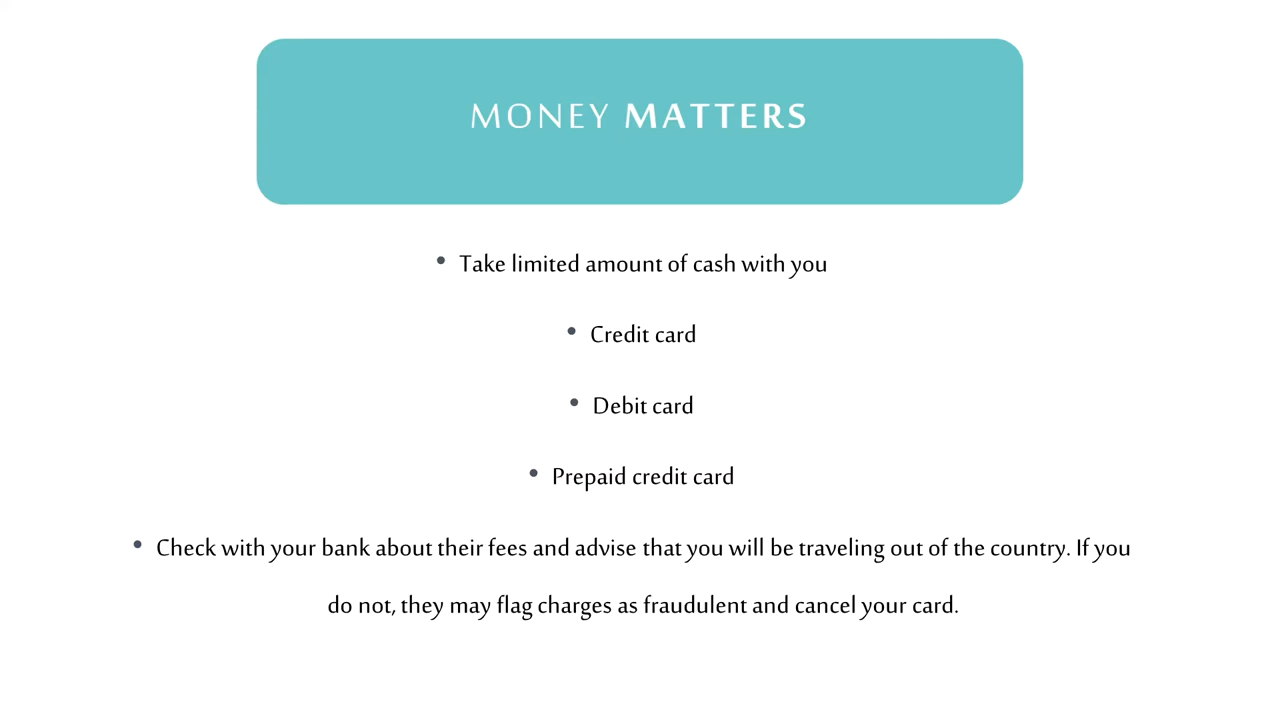 MONEY MATTERS
• Take limited amount of cash with you
• Credit card
• Debit card
• Prepaid credit card
• Check with your bank about their fees and advise that you will be traveling out of the country. If you
do not, they may flag charges as fraudulent and cancel your card.